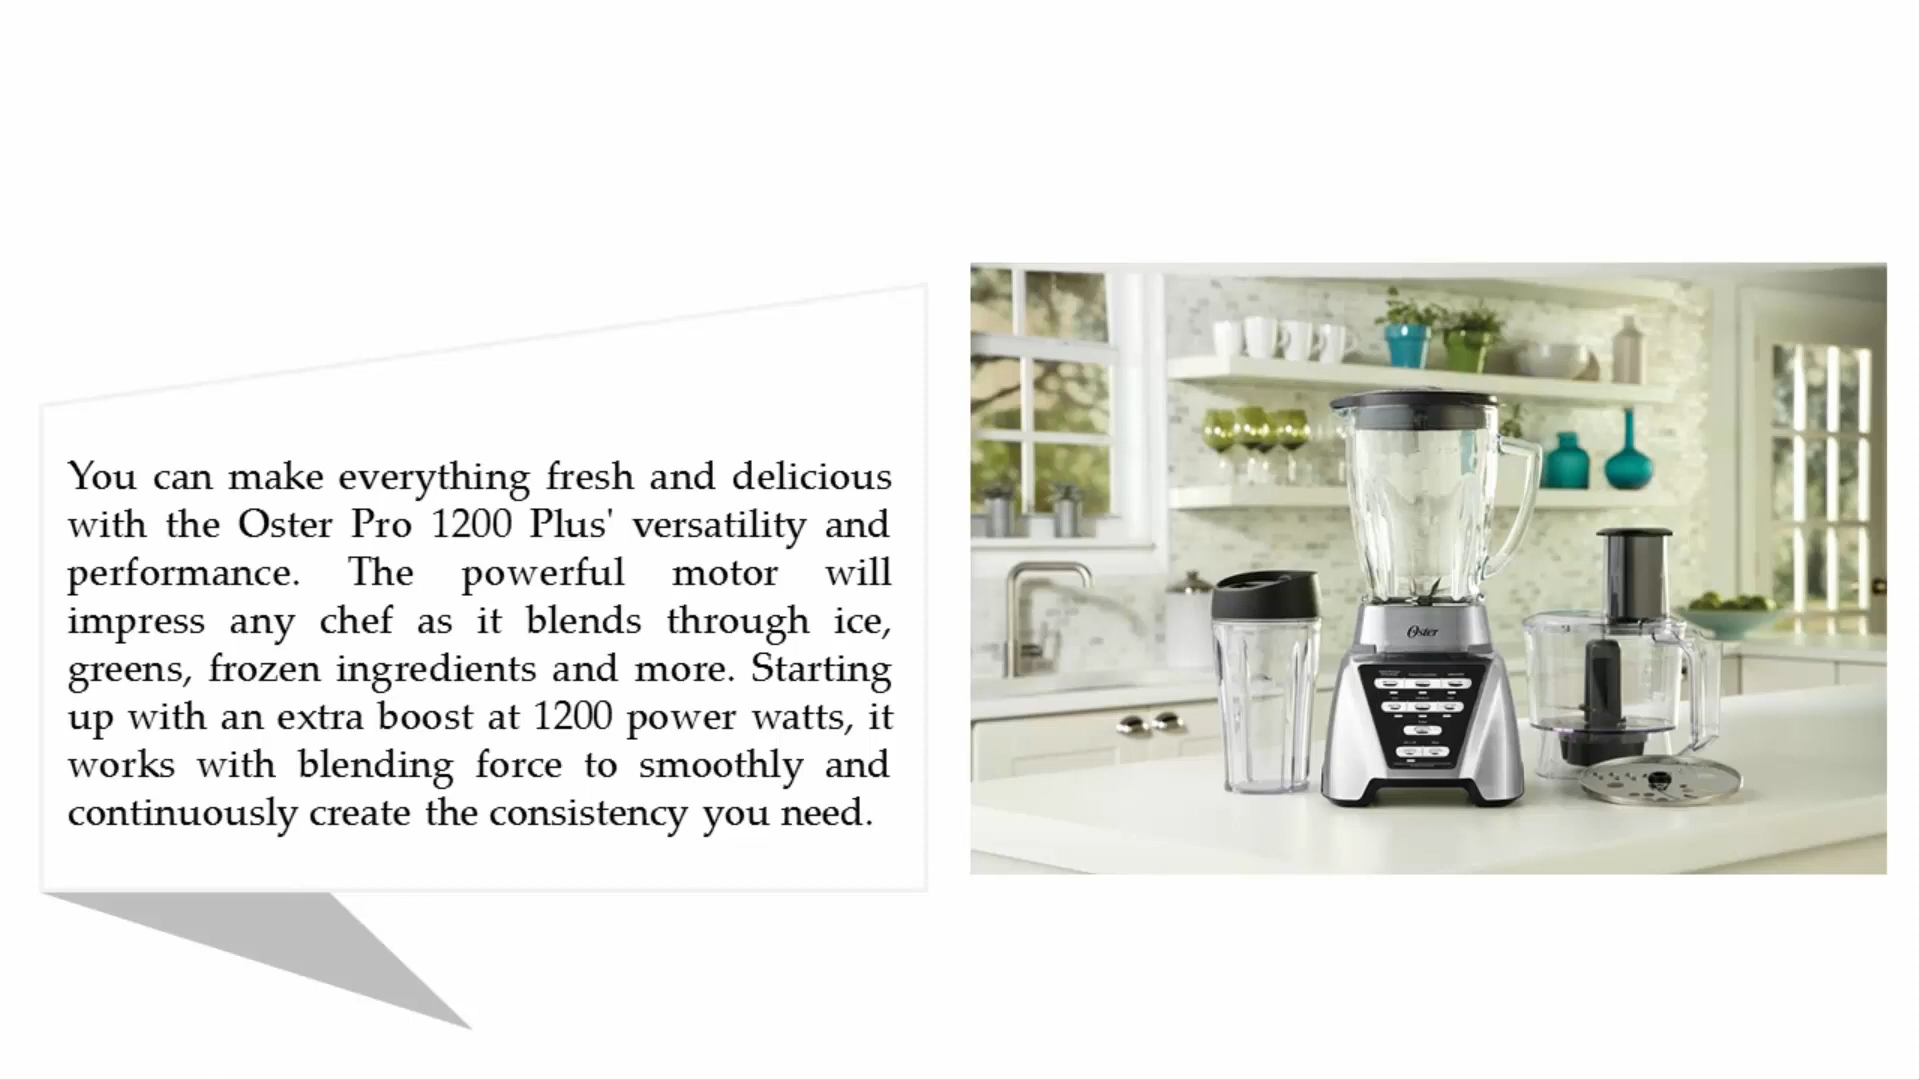 You can make everything fresh and delicious
with the Oster Pro 1200 Plus' versatility and
performance. The powerful motor will
impress any chef as it blends through ice,
greens, frozen ingredients and more. Starting
up with an extra boost at 1200 power watts, it
works with blending force to smoothly and
continuously create the consistency you need.
Oster